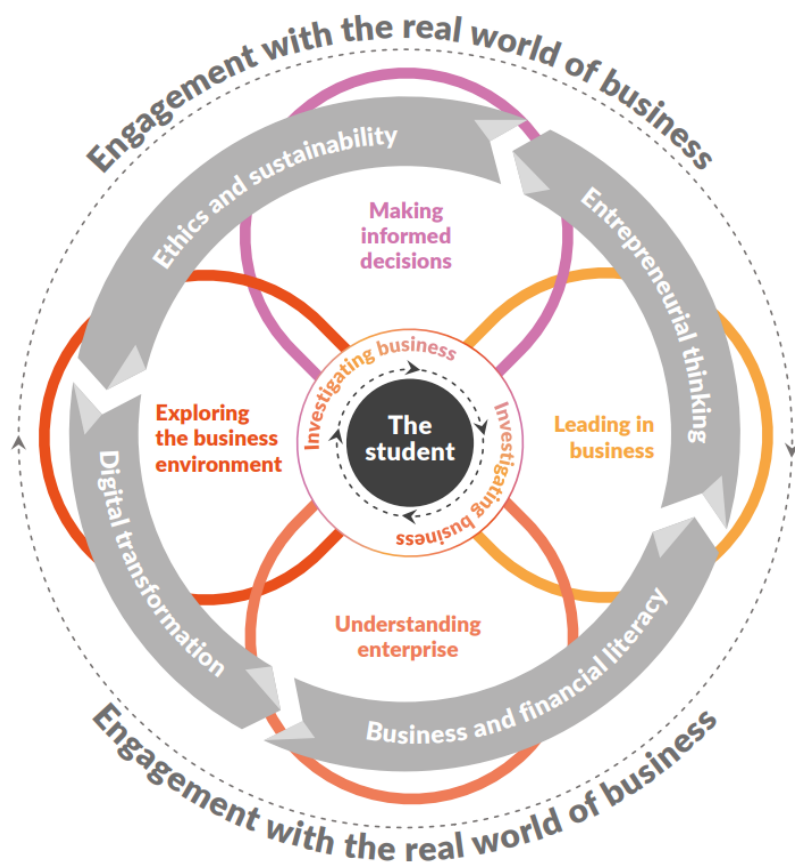 Engagement with the real world of business
Ethics and sustainability
Entrepreneurial thinking
Making
informed
decisions
Investigating business
Exploring
the business
environment
The
student
Investigating business
Leading in
business
Digital transformation
Understanding
enterprise
Business and financial literacy
Engagement with the real world of business